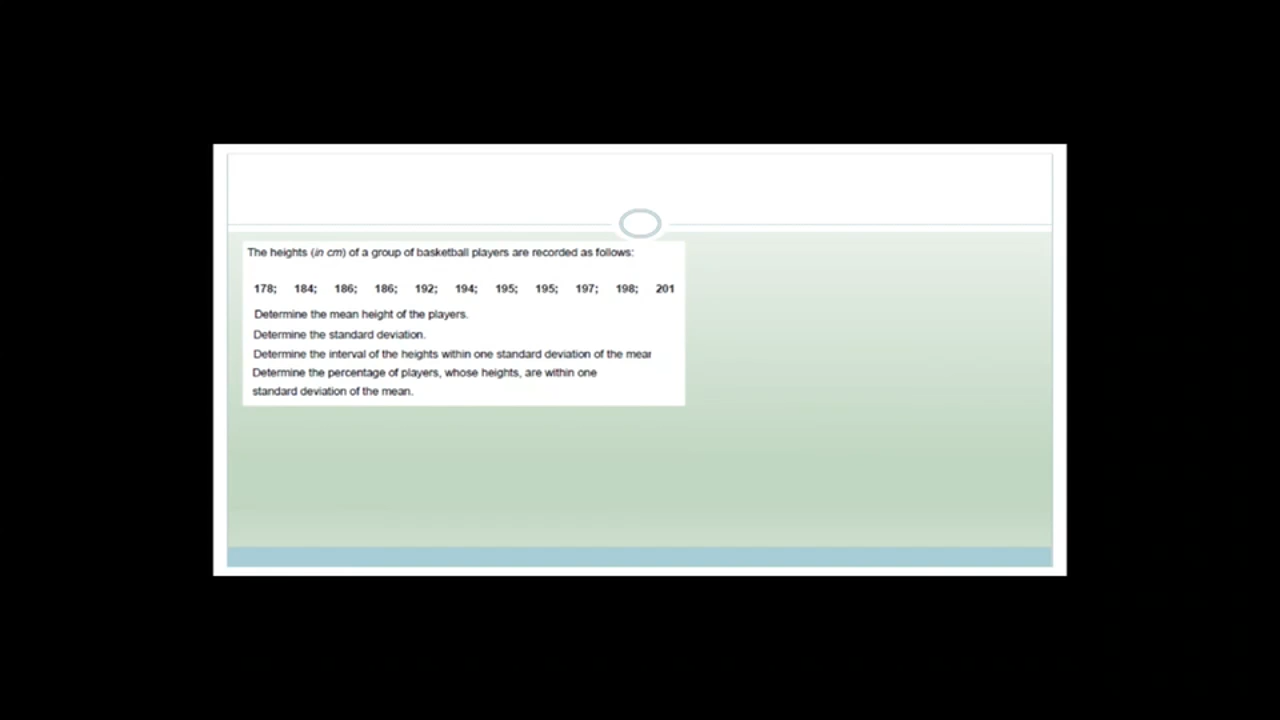 The heights (in cm) of a group of basketball players are recorded as follows:
178; 184; 186; 186; 192; 194; 195; 195; 197; 198; 201
Determine the mean height of the players.
Determine the standard deviation.
Determine the interval of the heights within one standard deviation of the mear
Determine the percentage of players, whose heights, are within one
standard deviation of the mean.